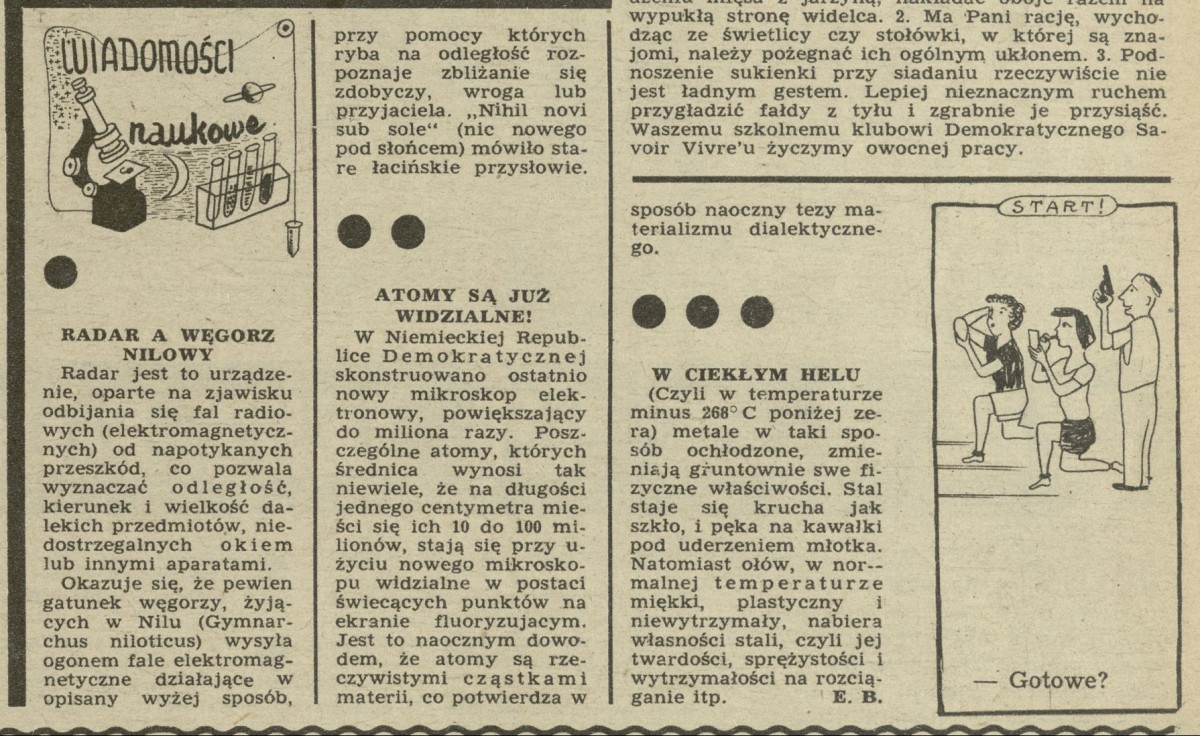 WIADOMOŚCI
naukowe
RADAR A WĘGORZ
NILOWY
Radar jest to urządze-
nie, oparte na zjawisku
odbijania się fal radio-
wych (elektromagnetycz-
nych) od napotykanych
przeszkód, co pozwala
wyznaczać odległość,
kierunek i wielkość da-
lekich przedmiotów, nie-
dostrzegalnych okiem
lub innymi aparatami.
Okazuje się, że pewien
gatunek węgorzy, żyją-
cych w Nilu (Gymnar-
chus niloticus) wysyła
ogonem fale elektromag-
netyczne działające w
opisany wyżej sposób,
przy pomocy których
ryba na odległość roz-
poznaje zbliżanie się
zdobyczy, wroga lub
przyjaciela. „Nihil novi
sub sole“ (nic nowego
pod słońcem) mówiło sta-
re łacińskie przysłowie.
ATOMY SĄ JUŻ
WIDZIALNE!
W Niemieckiej Repub-
lice Demokratycznej
skonstruowano ostatnio
nowy mikroskop elek-
tronowy, powiększający
do miliona razy. Posz-
czególne atomy, których
średnica wynosi tak
niewiele, że na długości
jednego centymetra mie-
ści się ich 10 do 100 mi-
lionów, stają się przy u-
życiu nowego mikrosko-
pu widzialne w postaci
świecących punktów na
ekranie fluoryzującym.
Jest to naocznym dowo-
dem, że atomy są rze-
czywistymi cząstkami
materii, co potwierdza w
sposób naoczny tezy ma-
terializmu dialektyczne-
go.
W CIEKŁYM HELU
(Czyli w temperaturze
minus 268° C poniżej ze-
ra) metale w taki spo-
sób ochłodzone, zmie-
niają gruntownie swe fi-
zyczne właściwości. Stal
staje się krucha jak
szkło, i pęka na kawałki
pod uderzeniem młotka.
Natomiast ołów, w nor--
malnej temperaturze
miękki, plastyczny i
niewytrzymały, nabiera
własności stali, czyli jej
twardości, sprężystości i
wytrzymałości na rozcią-
ganie itp. E. B.
dzeniu mięsa z jarzyną, nakładać oboje razem na
wypukłą stronę widelca. 2. Ma Pani rację, wycho-
dząc ze świetlicy czy stołówki, w której są zna-
jomi, należy pożegnać ich ogólnym ukłonem. 3. Pod-
noszenie sukienki przy siadaniu rzeczywiście nie
jest ładnym gestem. Lepiej nieznacznym ruchem
przygładzić fałdy z tyłu i zgrabnie je przysiąść.
Waszemu szkolnemu klubowi Demokratycznego Sa-
voir Vivre'u życzymy owocnej pracy.
START!
— Gotowe?